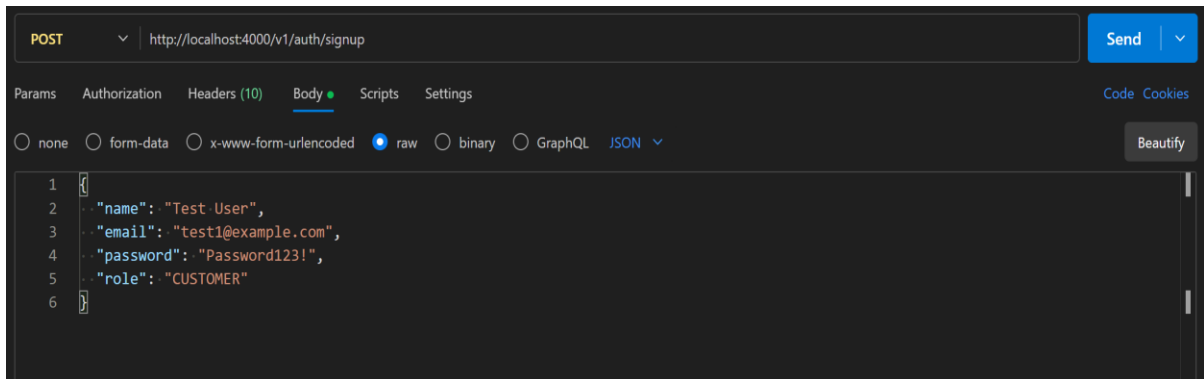 POST http://localhost:4000/v1/auth/signup Send
Params Authorization Headers (10) Body Scripts Settings Code Cookies
none form-data x-www-form-urlencoded raw binary GraphQL JSON Beautify
1 {
2 "name": "Test User",
3 "email": "test1@example.com",
4 "password": "Password123!",
5 "role": "CUSTOMER"
6 }